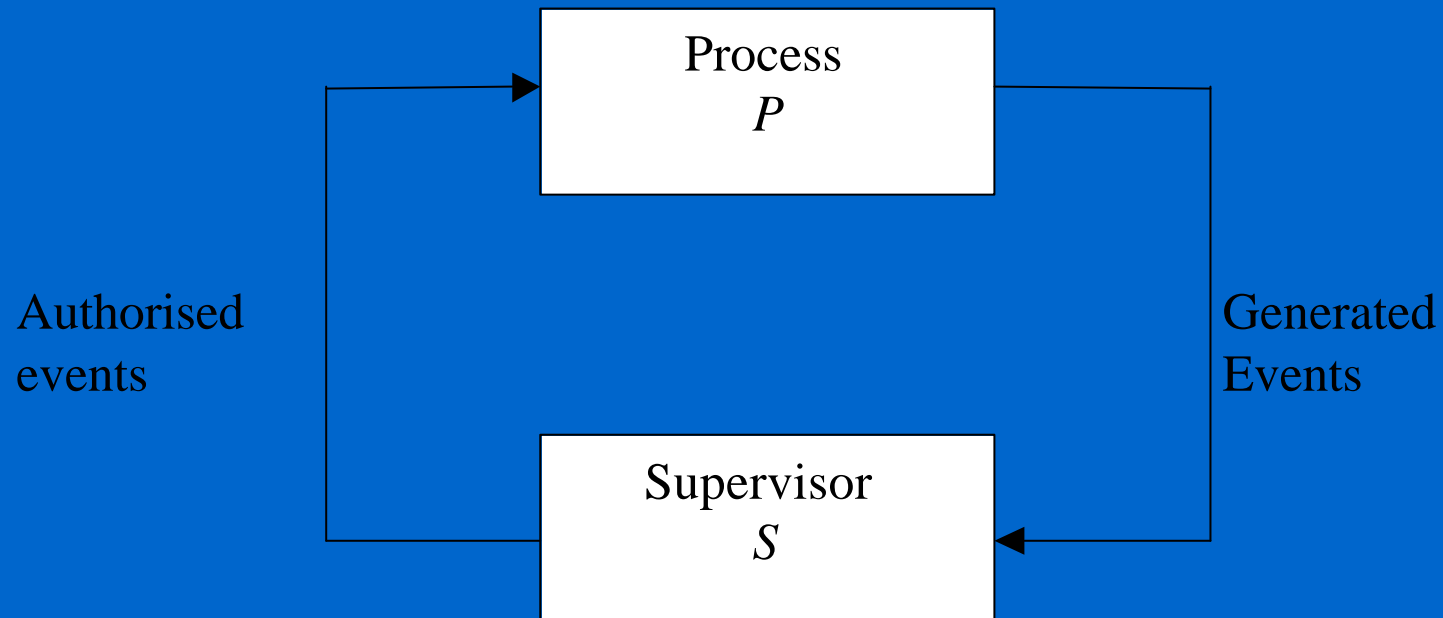 Process
P
Authorised
events
Generated
Events
Supervisor
S